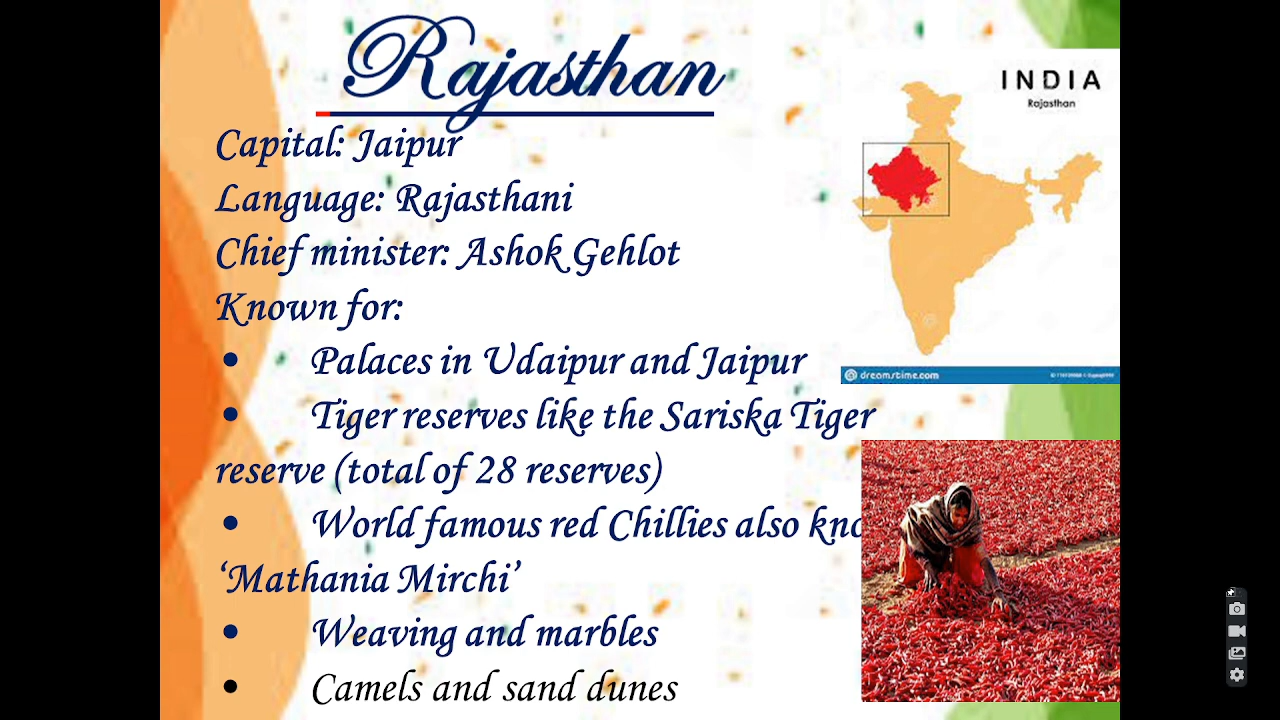 Rajasthan
INDIA
Rajasthan
Capital: Jaipur
Language: Rajasthani
Chief minister: Ashok Gehlot
Known for:
• Palaces in Udaipur and Jaipur
dreamstime.com
• Tiger reserves like the Sariska Tiger
reserve (total of 28 reserves)
• World famous red Chillies also kno
‘Mathania Mirchi’
• Weaving and marbles
• Camels and sand dunes